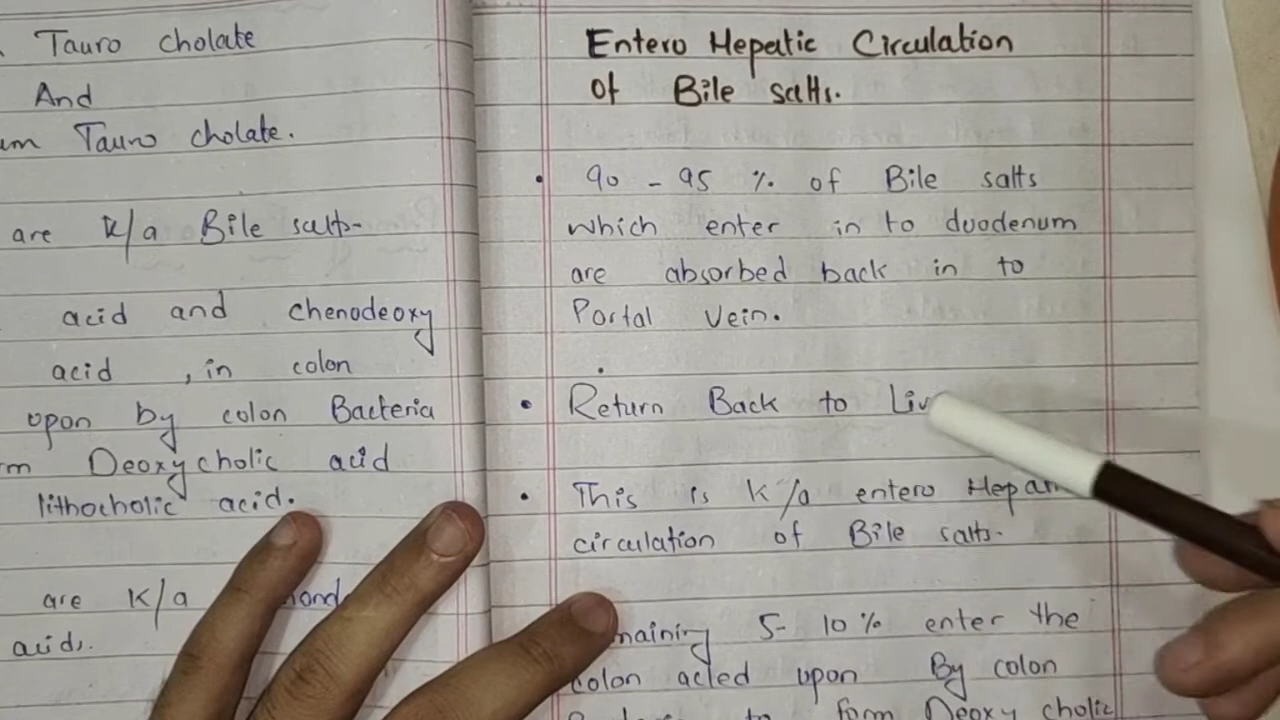 Tauro cholate
And
Tauro cholate.
are K/a Bile salts-
acid and chenodeoxy
acid , in colon
upon by colon Bacteria
Deoxycholic acid
lithocholic acid.
are K/a
acids.
Entero Hepatic Circulation
of Bile salts.
• 90 - 95 % of Bile salts
which enter in to duodenum
are absorbed back in to
Portal vein.
• Return Back to
• This is K/a entero
circulation of Bile salts.
5- 10% enter the
colon acted upon By colon
to form Deoxy cholic